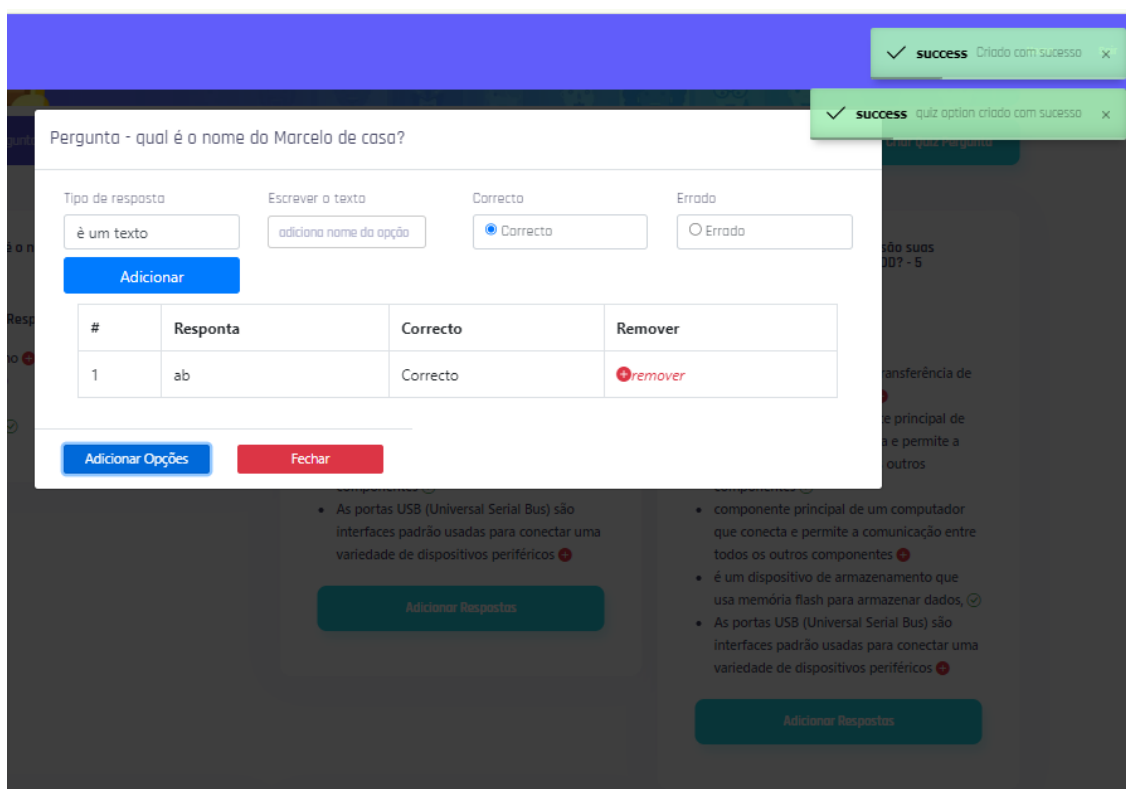 success Criado com sucesso ×
success quiz option criado com sucesso ×
Criar Quiz Pergunta
Pergunta - qual é o nome do Marcelo de casa?
Tipo de resposta Escrever o texto Correcto Errado
è um texto adiciona nome da opção Correcto Errado
Adicionar
# Responta Correcto Remover
1 ab Correcto remover
Adicionar Opções Fechar
são suas
OD? - 5
ansferência de
e principal de
a e permite a
outros
componentes
As portas USB (Universal Serial Bus) são
interfaces padrão usadas para conectar uma
variedade de dispositivos periféricos
Adicionar Respostas
componentes
componente principal de um computador
que conecta e permite a comunicação entre
todos os outros componentes
é um dispositivo de armazenamento que
usa memória flash para armazenar dados,
As portas USB (Universal Serial Bus) são
interfaces padrão usadas para conectar uma
variedade de dispositivos periféricos
Adicionar Respostas